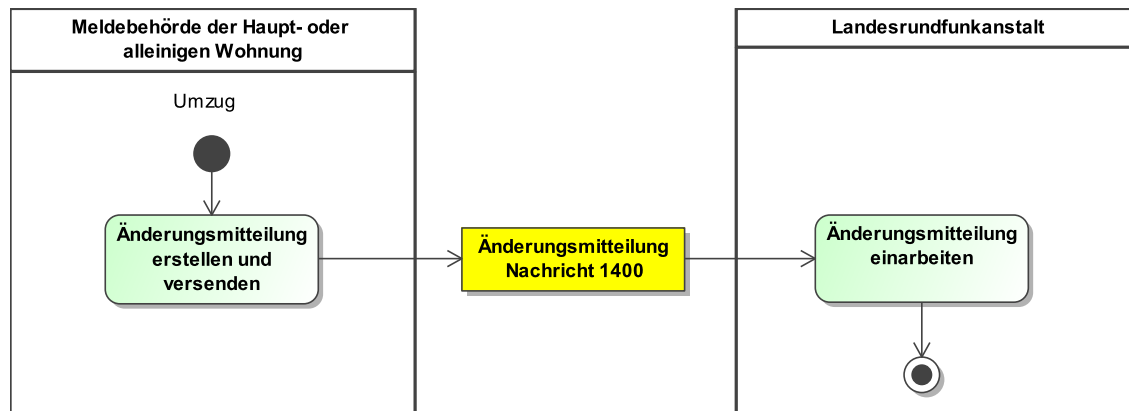 Meldebehörde der Haupt- oder
alleinigen Wohnung
Landesrundfunkanstalt
Umzug
Änderungsmitteilung
erstellen und
versenden
Änderungsmitteilung
Nachricht 1400
Änderungsmitteilung
einarbeiten